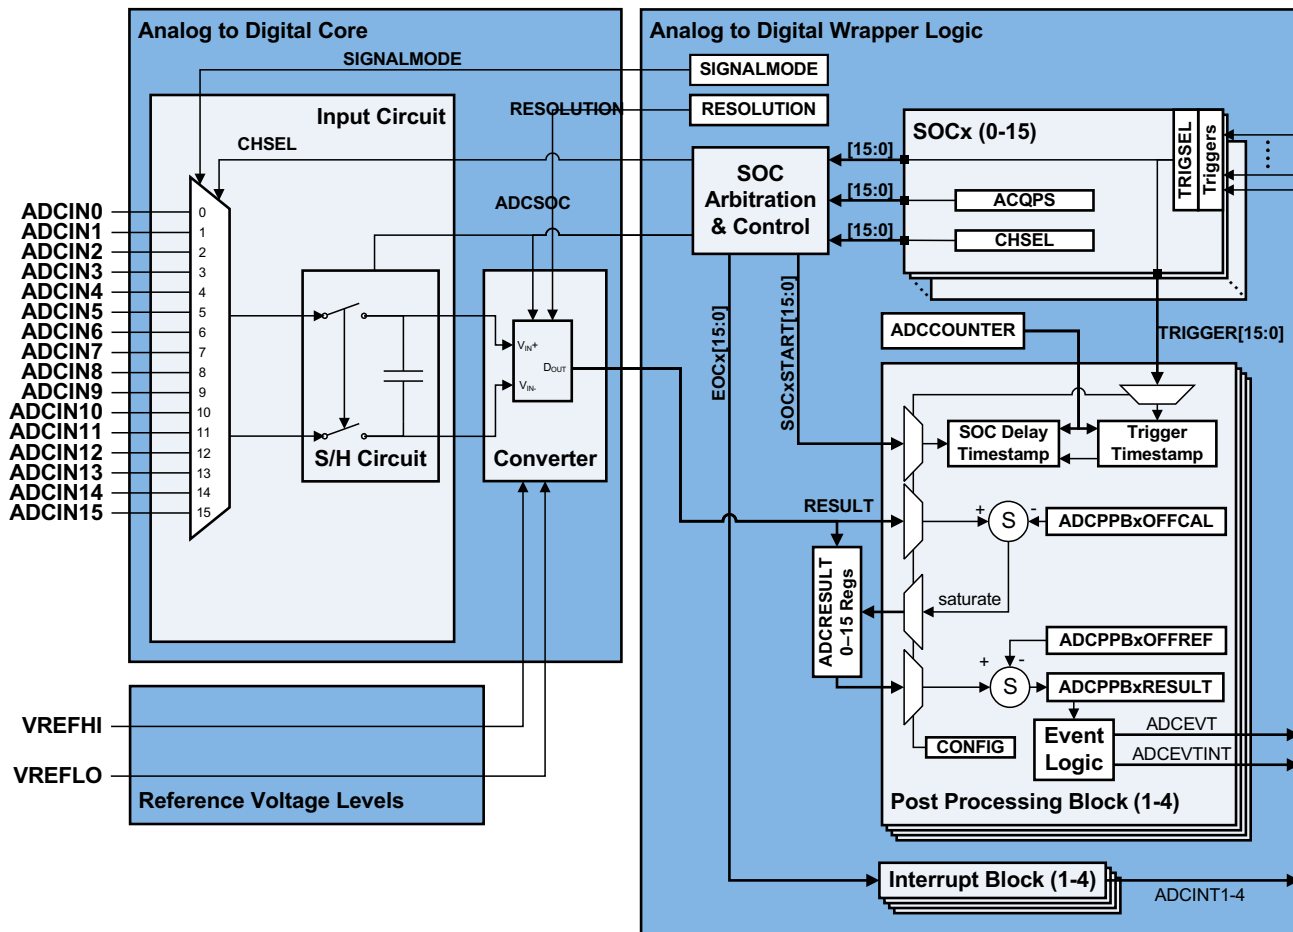 Analog to Digital Core
Analog to Digital Wrapper Logic
SIGNALMODE
SIGNALMODE
RESOLUTION
RESOLUTION
Input Circuit
CHSEL
ADCSOC
SOC
Arbitration
& Control
[15:0]
[15:0]
[15:0]
SOCx (0-15)
TRIGSEL
Triggers
ACQPS
CHSEL
ADCIN0
ADCIN1
ADCIN2
ADCIN3
ADCIN4
ADCIN5
ADCIN6
ADCIN7
ADCIN8
ADCIN9
ADCIN10
ADCIN11
ADCIN12
ADCIN13
ADCIN14
ADCIN15
0
1
2
3
4
5
6
7
8
9
10
11
12
13
14
15
S/H Circuit
VIN+
VIN-
DOUT
Converter
EOCx[15:0]
SOCxSTART[15:0]
ADCCOUNTER
TRIGGER[15:0]
SOC Delay
Timestamp
Trigger
Timestamp
RESULT
+
-
S
ADCPPBxOFFCAL
saturate
ADCRESULT
0–15 Regs
ADCPPBxOFFREF
+
-
S
ADCPPBxRESULT
CONFIG
Event
Logic
ADCEVT
ADCEVTINT
Post Processing Block (1-4)
VREFHI
VREFLO
Reference Voltage Levels
Interrupt Block (1-4)
ADCINT1-4